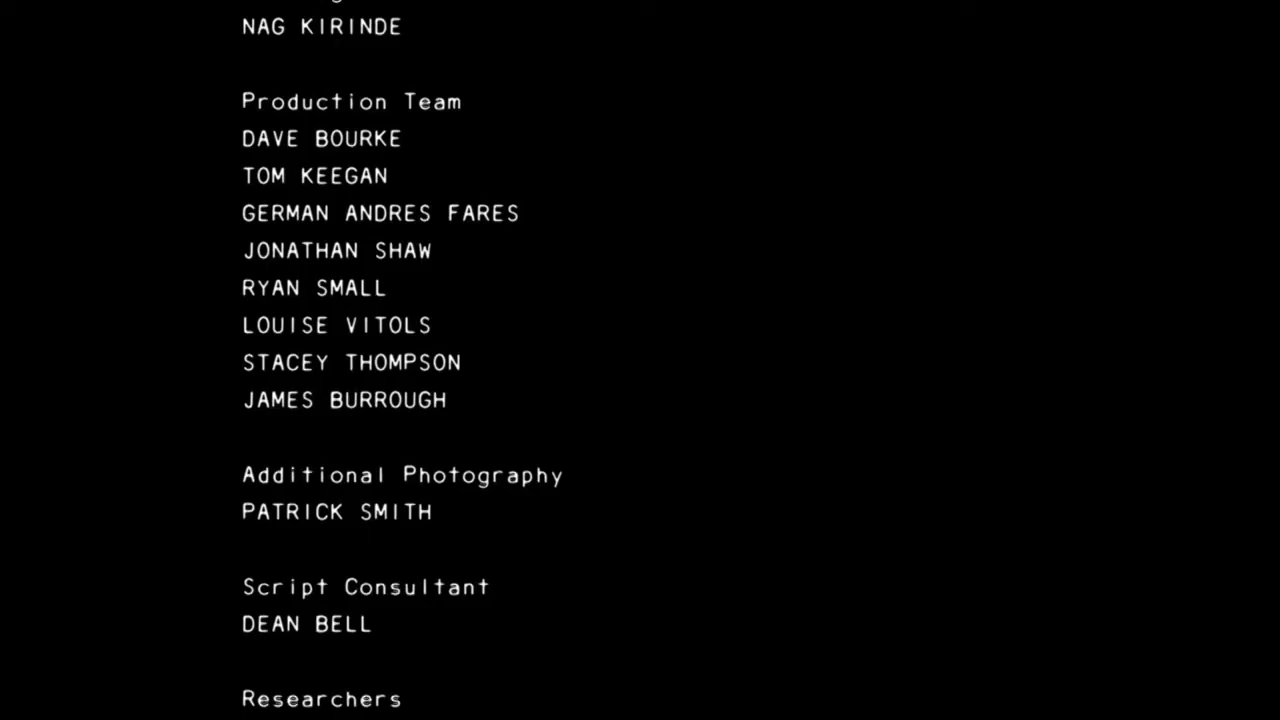 NAG KIRINDE
Production Team
DAVE BOURKE
TOM KEEGAN
GERMAN ANDRES FARES
JONATHAN SHAW
RYAN SMALL
LOUISE VITOLS
STACEY THOMPSON
JAMES BURROUGH
Additional Photography
PATRICK SMITH
Script Consultant
DEAN BELL
Researchers